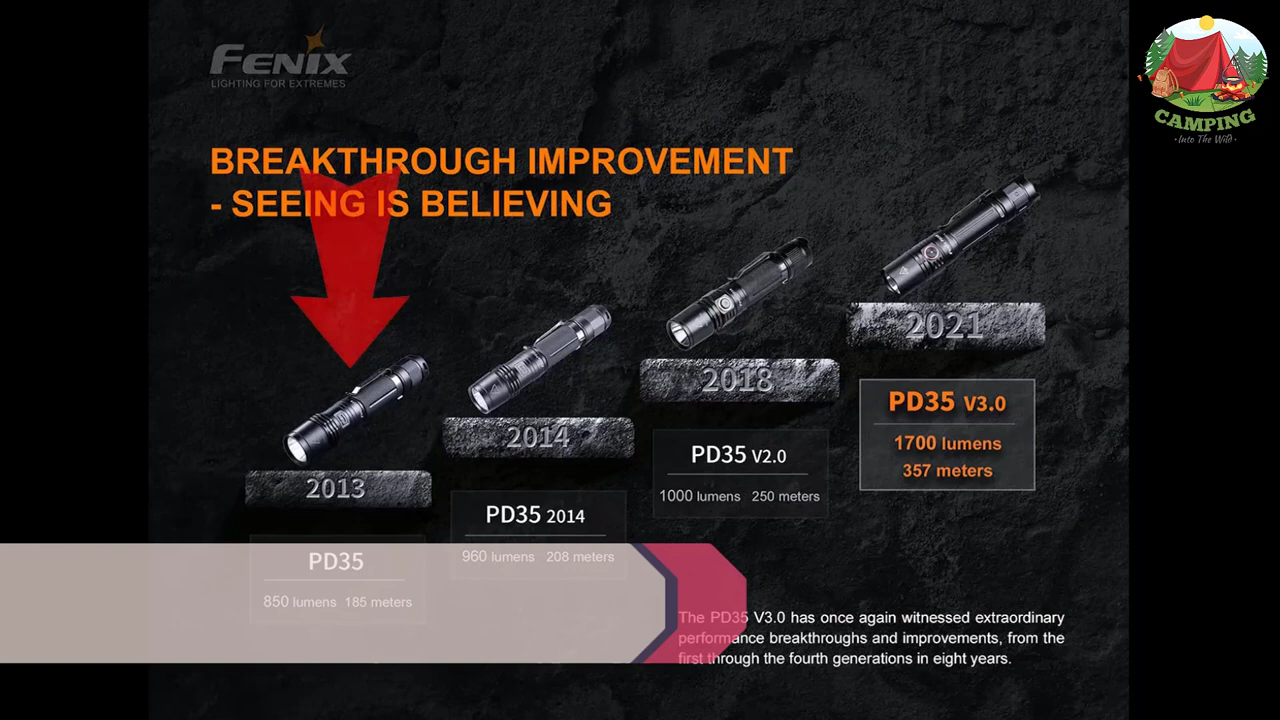 FENIX
LIGHTING FOR EXTREMES
CAMPING
Into The Wild
BREAKTHROUGH IMPROVEMENT
- SEEING IS BELIEVING
2013
PD35
850 lumens 185 meters
2014
PD35 2014
960 lumens 208 meters
2018
PD35 V2.0
1000 lumens 250 meters
2021
PD35 V3.0
1700 lumens
357 meters
The PD35 V3.0 has once again witnessed extraordinary
performance breakthroughs and improvements, from the
first through the fourth generations in eight years.